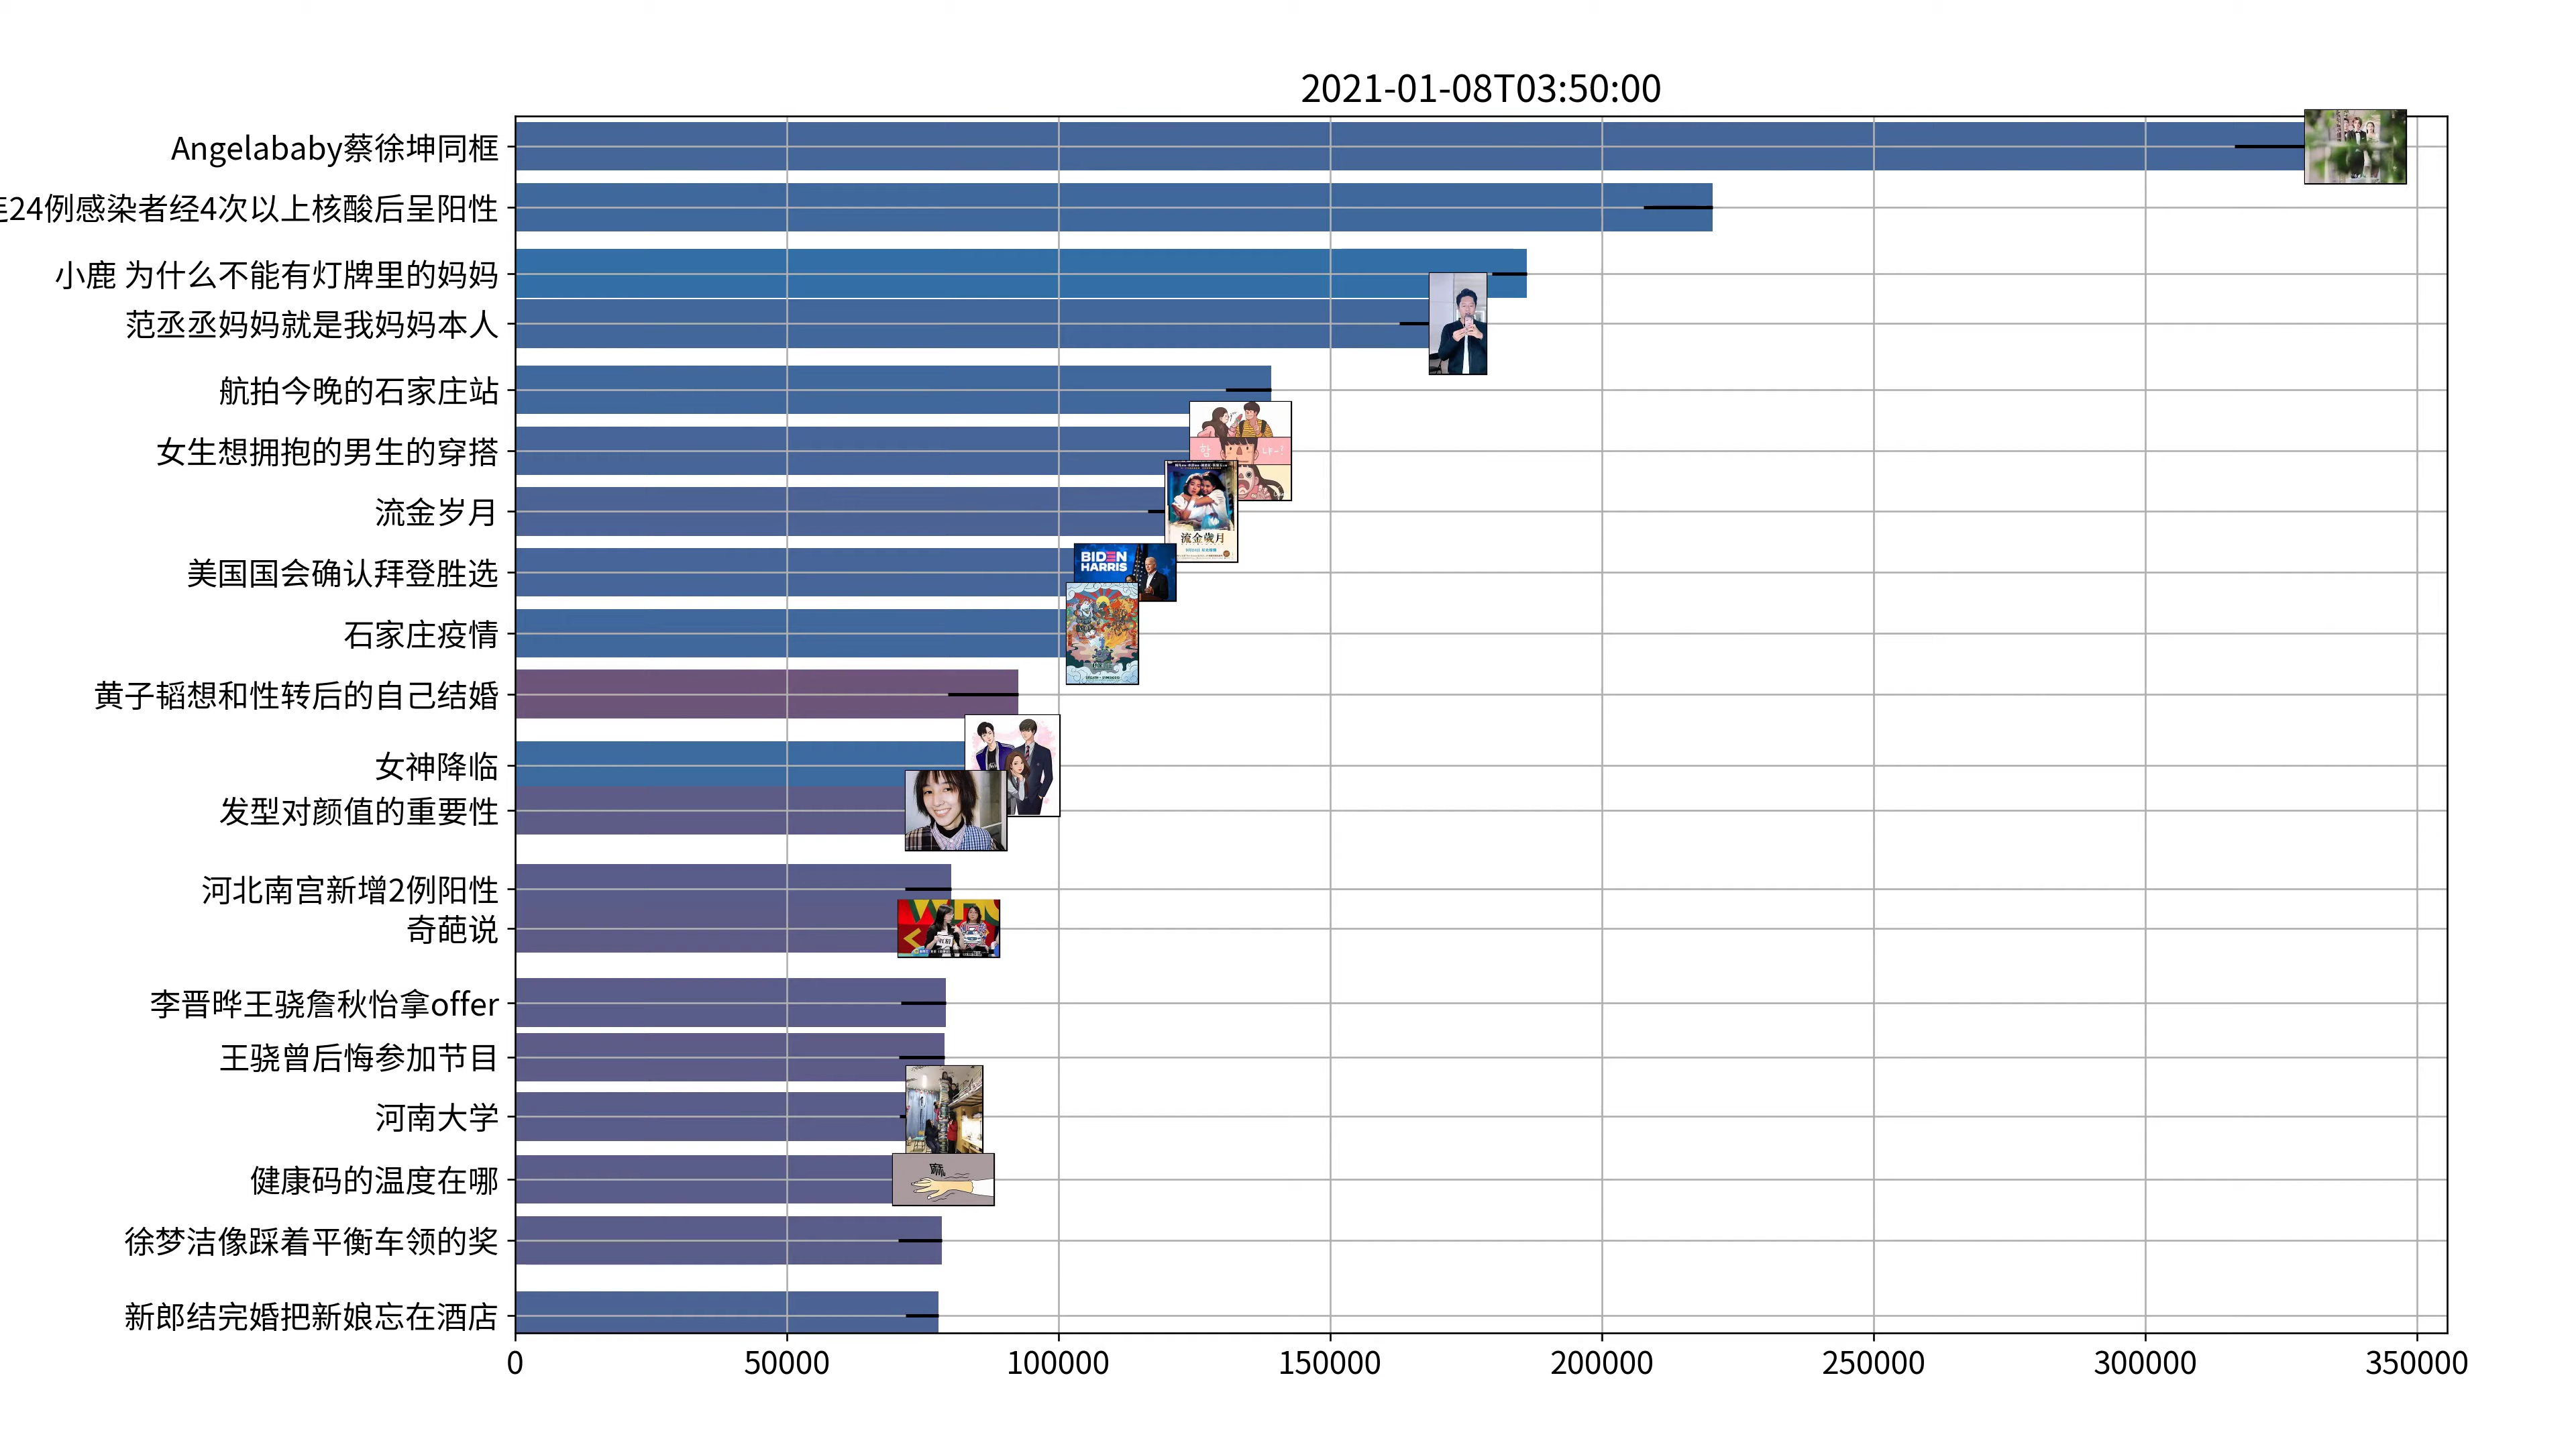 2021-01-08T03:50:00
Angelababy蔡徐坤同框
24例感染者经4次以上核酸后呈阳性
小鹿 为什么不能有灯牌里的妈妈
范丞丞妈妈就是我妈妈本人
航拍今晚的石家庄站
女生想拥抱的男生的穿搭
流金岁月
流金歲月
美国国会确认拜登胜选
BIDEN
HARRIS
石家庄疫情
黄子韬想和性转后的自己结婚
女神降临
发型对颜值的重要性
河北南宫新增2例阳性
奇葩说
李晋晔王骁詹秋怡拿offer
王骁曾后悔参加节目
河南大学
健康码的温度在哪
徐梦洁像踩着平衡车领的奖
新郎结完婚把新娘忘在酒店
0 50000 100000 150000 200000 250000 300000 350000